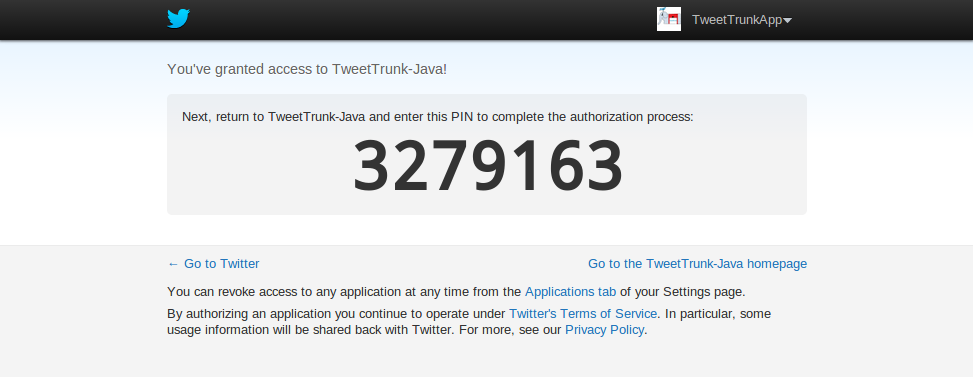 TweetTrunkApp
You've granted access to TweetTrunk-Java!
Next, return to TweetTrunk-Java and enter this PIN to complete the authorization process:
3279163
← Go to Twitter
Go to the TweetTrunk-Java homepage
You can revoke access to any application at any time from the Applications tab of your Settings page.
By authorizing an application you continue to operate under Twitter's Terms of Service. In particular, some
usage information will be shared back with Twitter. For more, see our Privacy Policy.